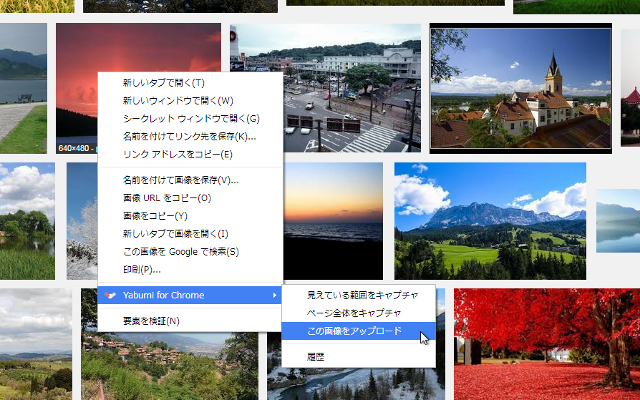 新しいタブで開く(T)
新しいウィンドウで開く(W)
シークレット ウィンドウで開く(G)
名前を付けてリンク先を保存(K)...
リンク アドレスをコピー(E)
640×480 -
名前を付けて画像を保存(V)...
画像 URL をコピー(O)
画像をコピー(Y)
新しいタブで画像を開く(I)
この画像を Google で検索(S)
印刷(P)...
Yabumi for Chrome
要素を検証(N)
見えている範囲をキャプチャ
ページ全体をキャプチャ
この画像をアップロード
履歴